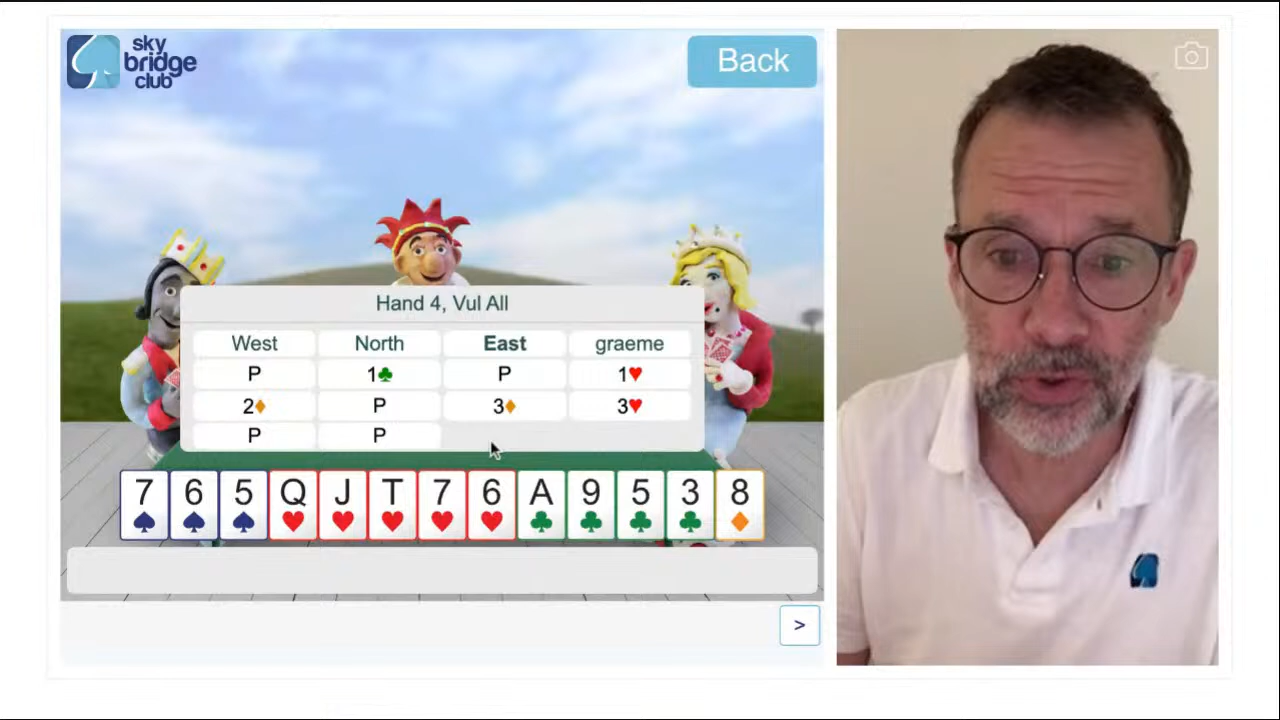 sky
bridge
club
Back
Hand 4, Vul All
West North East graeme
P 1♣ P 1♥
2♦ P 3♦ 3♥
P P
7♠ 6♠ 5♠ Q♥ J♥ T♥ 7♥ 6♥ A♣ 9♣ 5♣ 3♣ 8♦
>